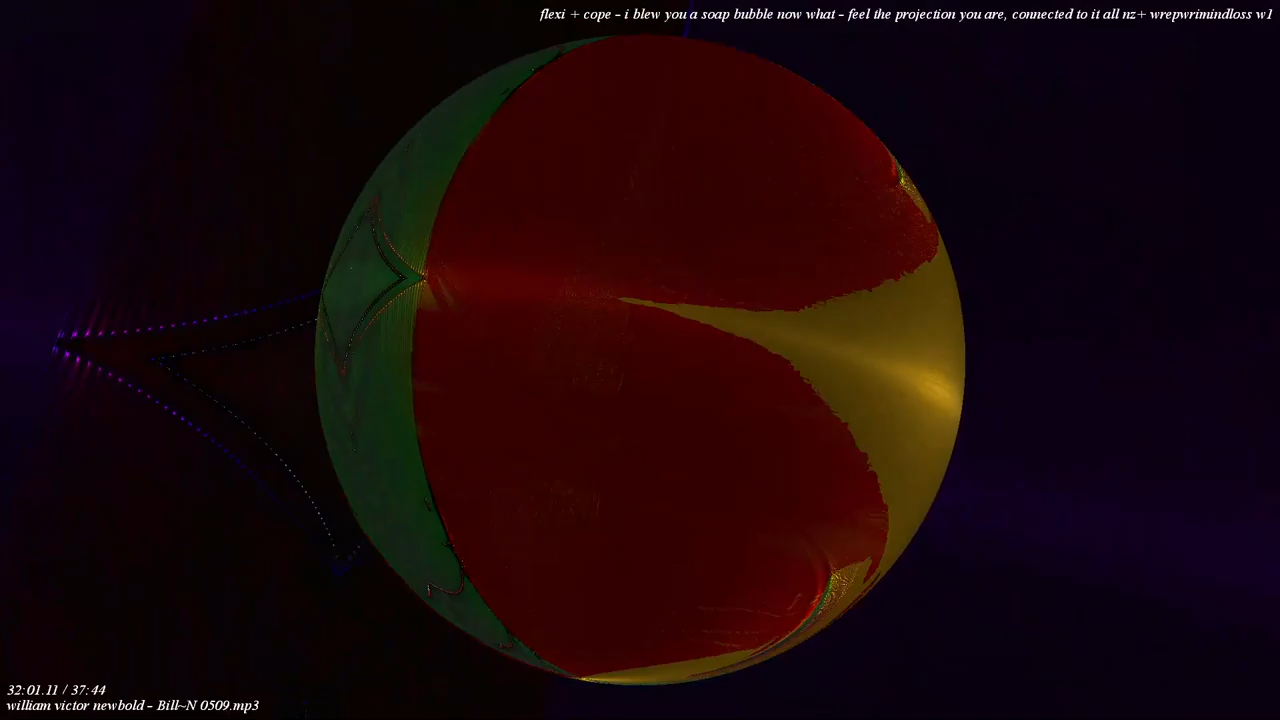 flexi + cope - i blew you a soap bubble now what - feel the projection you are, connected to it all nz+ wrepwrimindloss w1
32:01.11 / 37:44
william victor newbold - Bill~N 0509.mp3